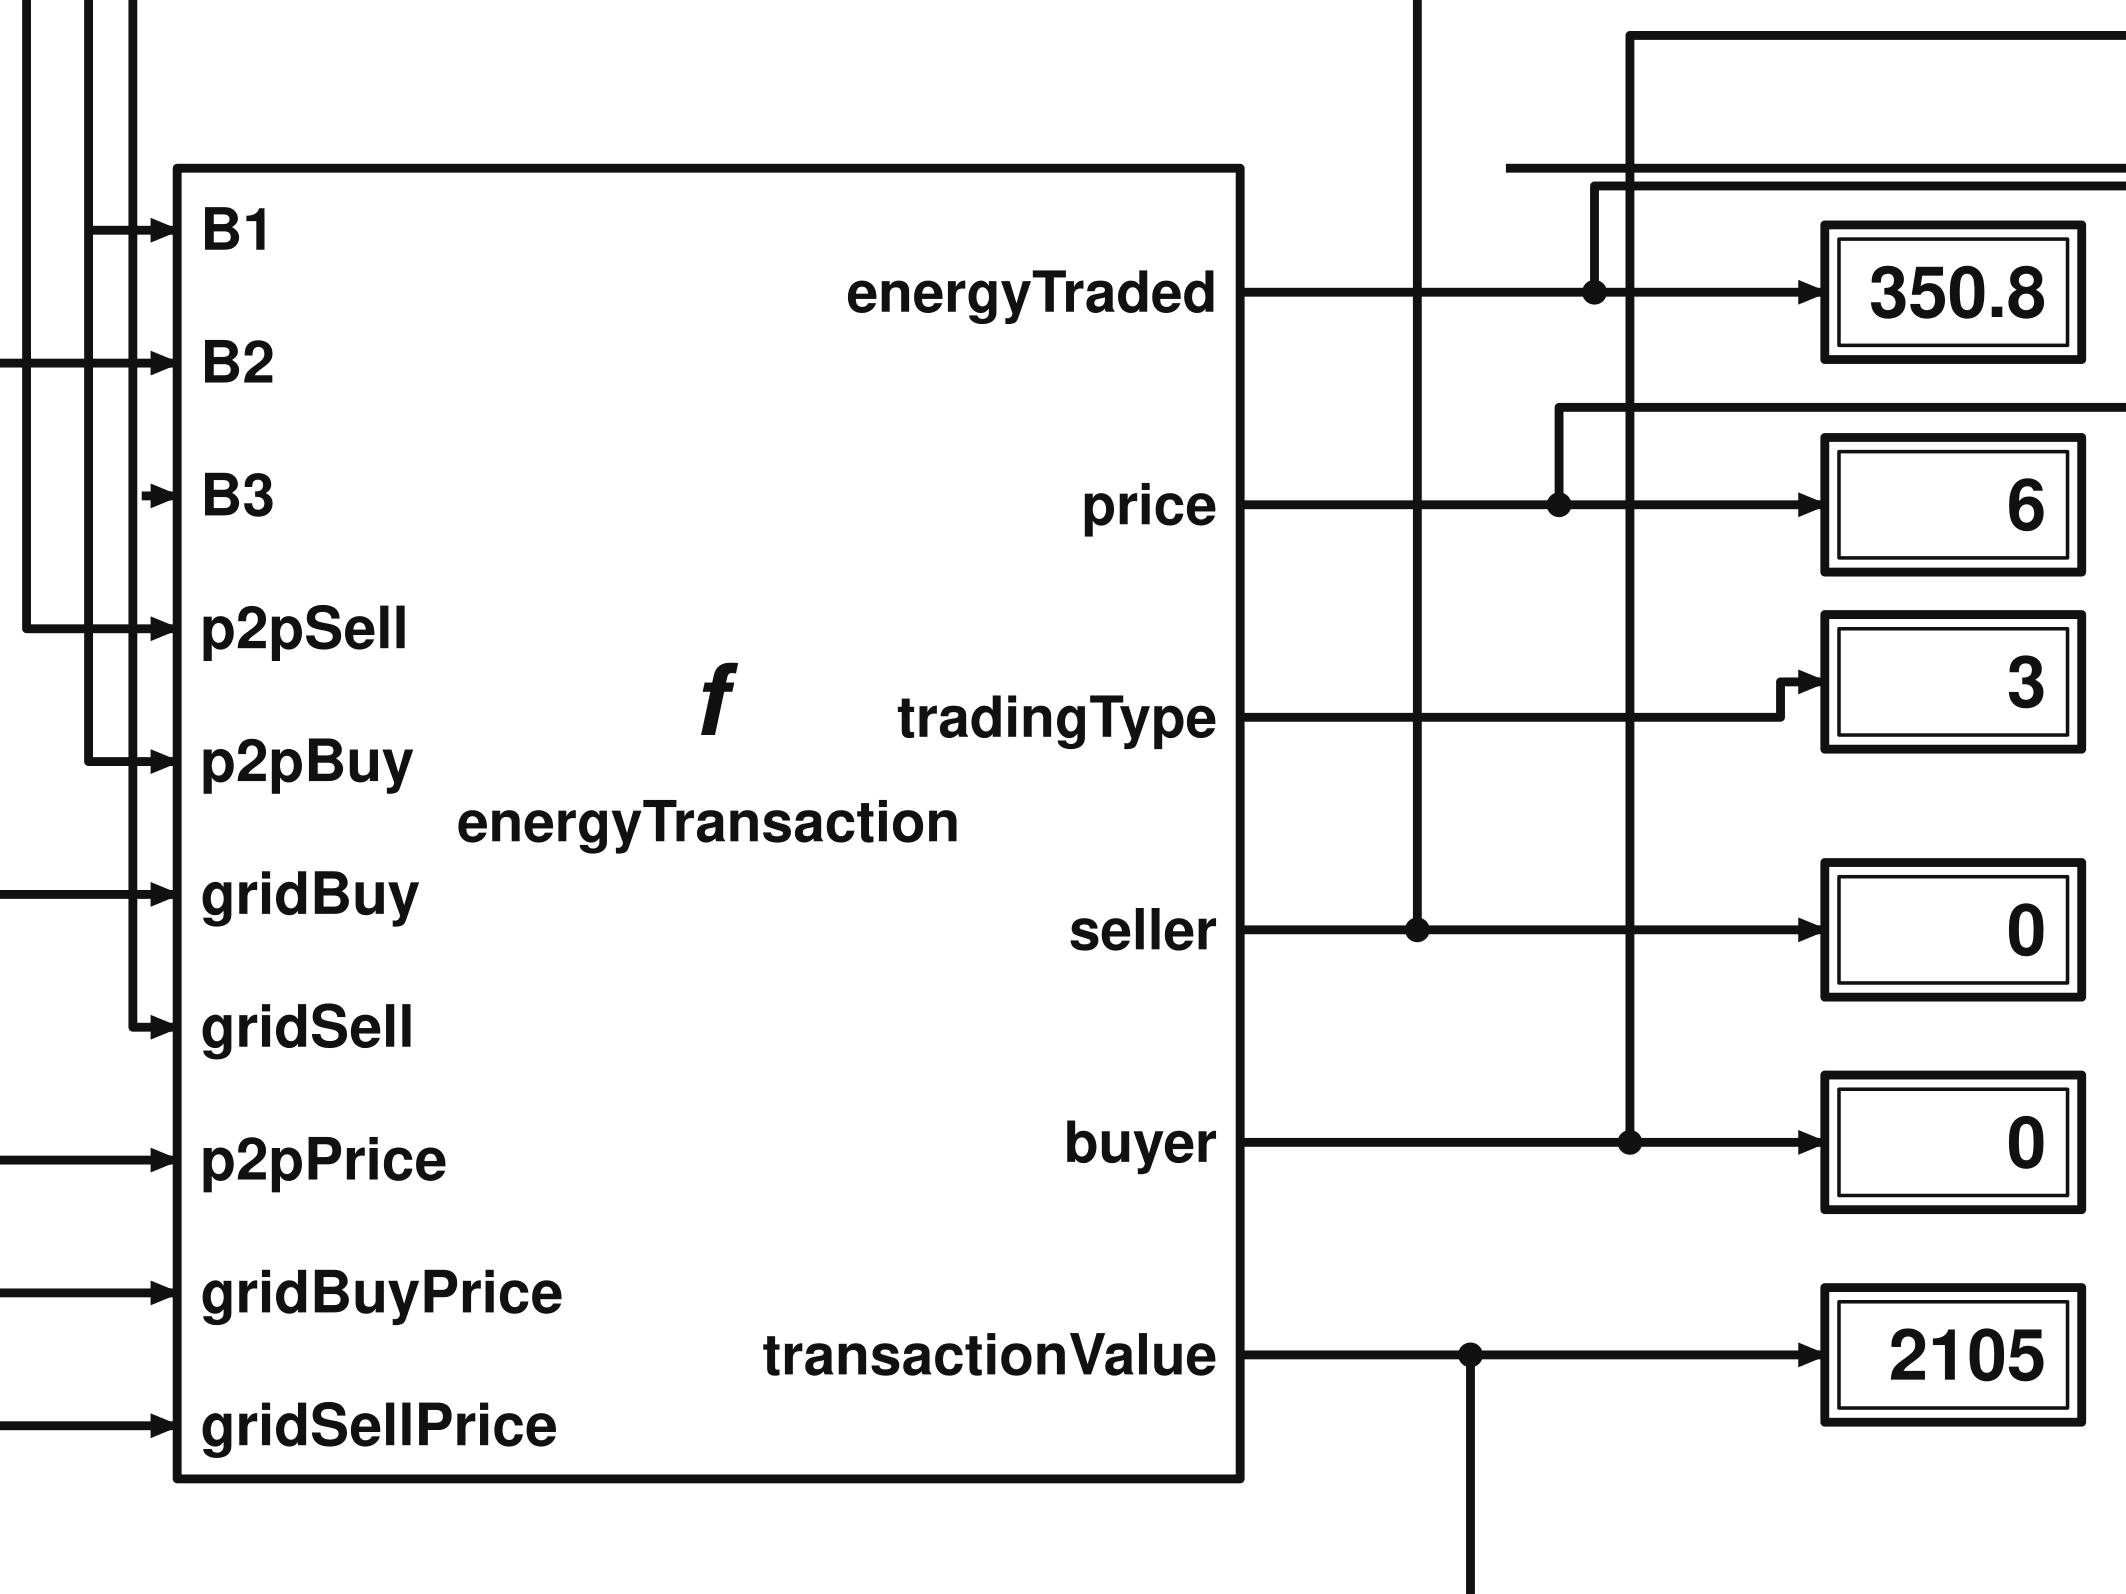 B1
B2
B3
p2pSell
p2pBuy
gridBuy
gridSell
p2pPrice
gridBuyPrice
gridSellPrice
f
energyTransaction
energyTraded
price
tradingType
seller
buyer
transactionValue
350.8
6
3
0
0
2105